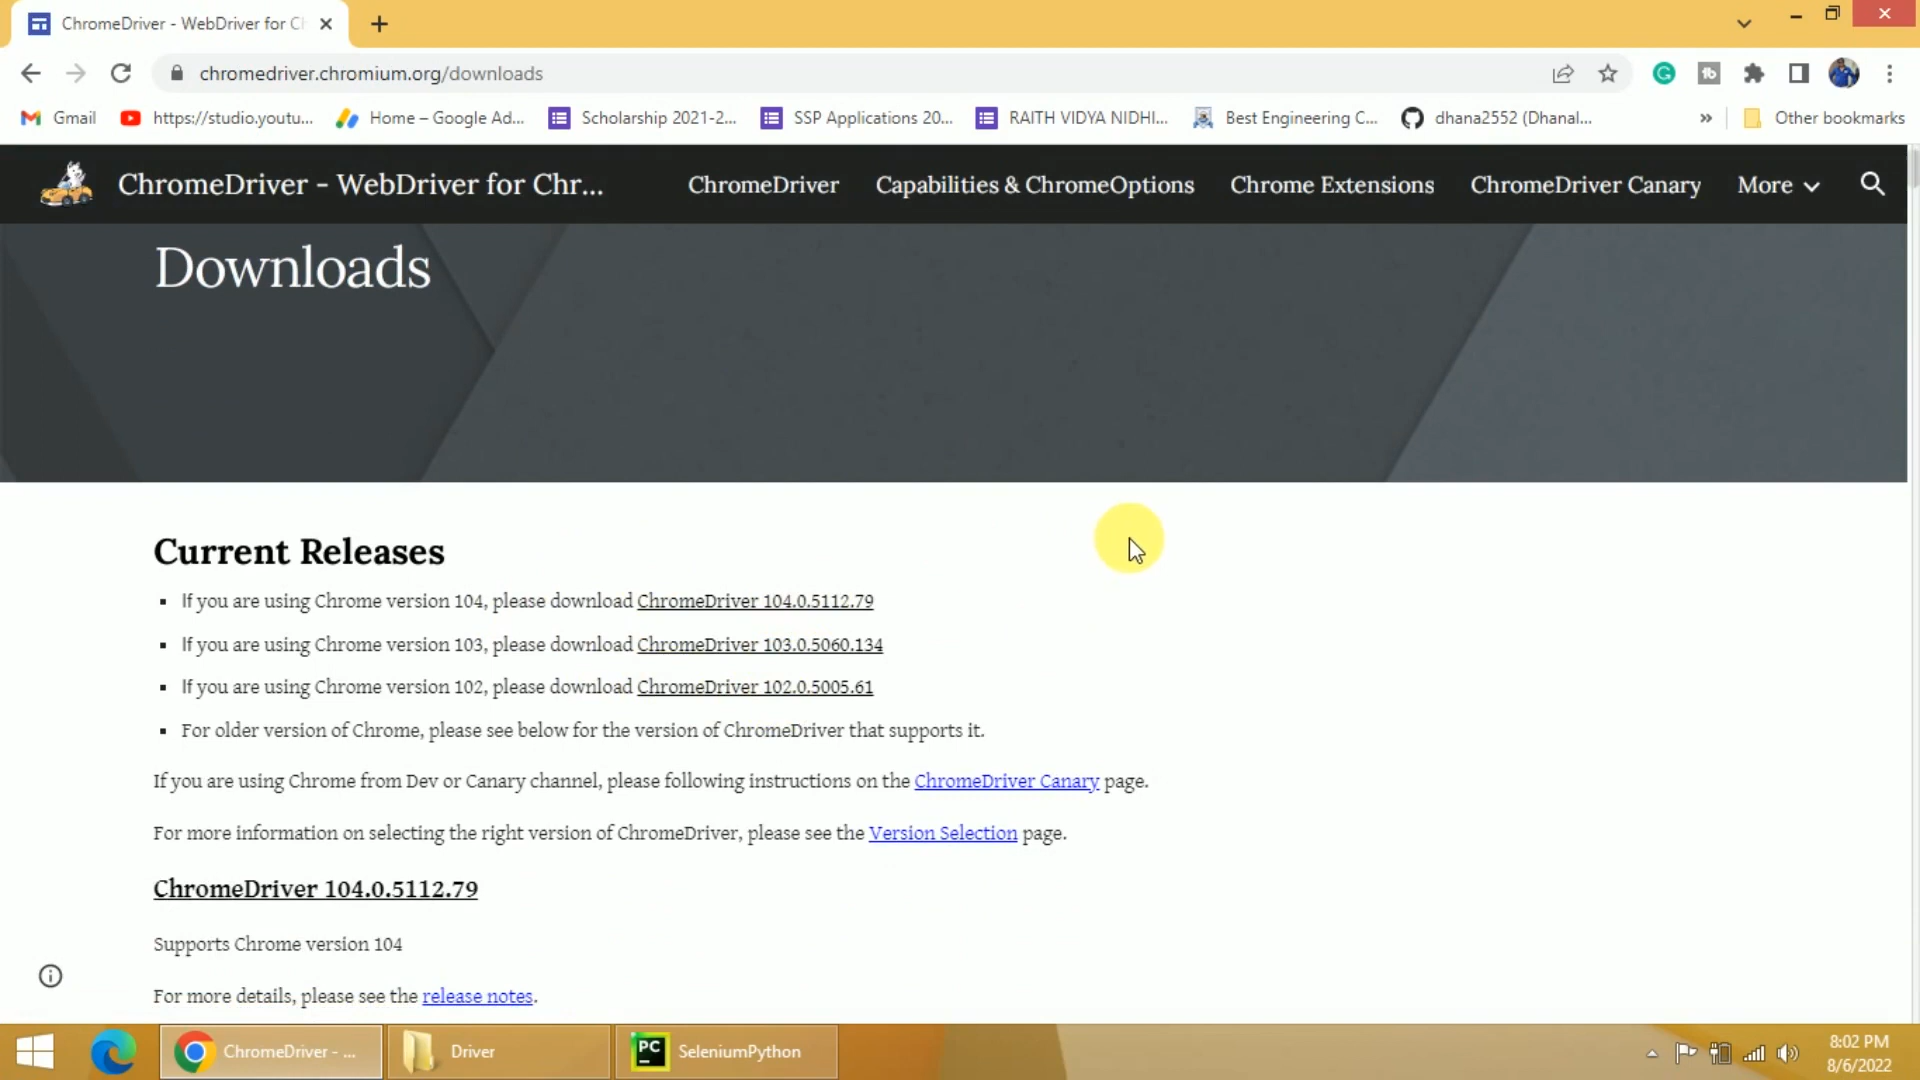 ChromeDriver - WebDriver for C
chromedriver.chromium.org/downloads
Gmail
https://studio.youtu...
Home – Google Ad...
Scholarship 2021-2...
SSP Applications 20...
RAITH VIDYA NIDHI...
Best Engineering C...
dhana2552 (Dhanal...
»
Other bookmarks
ChromeDriver - WebDriver for Chr...
ChromeDriver
Capabilities & ChromeOptions
Chrome Extensions
ChromeDriver Canary
More
Downloads
Current Releases
▪ If you are using Chrome version 104, please download ChromeDriver 104.0.5112.79
▪ If you are using Chrome version 103, please download ChromeDriver 103.0.5060.134
▪ If you are using Chrome version 102, please download ChromeDriver 102.0.5005.61
▪ For older version of Chrome, please see below for the version of ChromeDriver that supports it.
If you are using Chrome from Dev or Canary channel, please following instructions on the ChromeDriver Canary page.
For more information on selecting the right version of ChromeDriver, please see the Version Selection page.
ChromeDriver 104.0.5112.79
Supports Chrome version 104
For more details, please see the release notes.
ChromeDriver - ...
Driver
PC
SeleniumPython
8:02 PM
8/6/2022